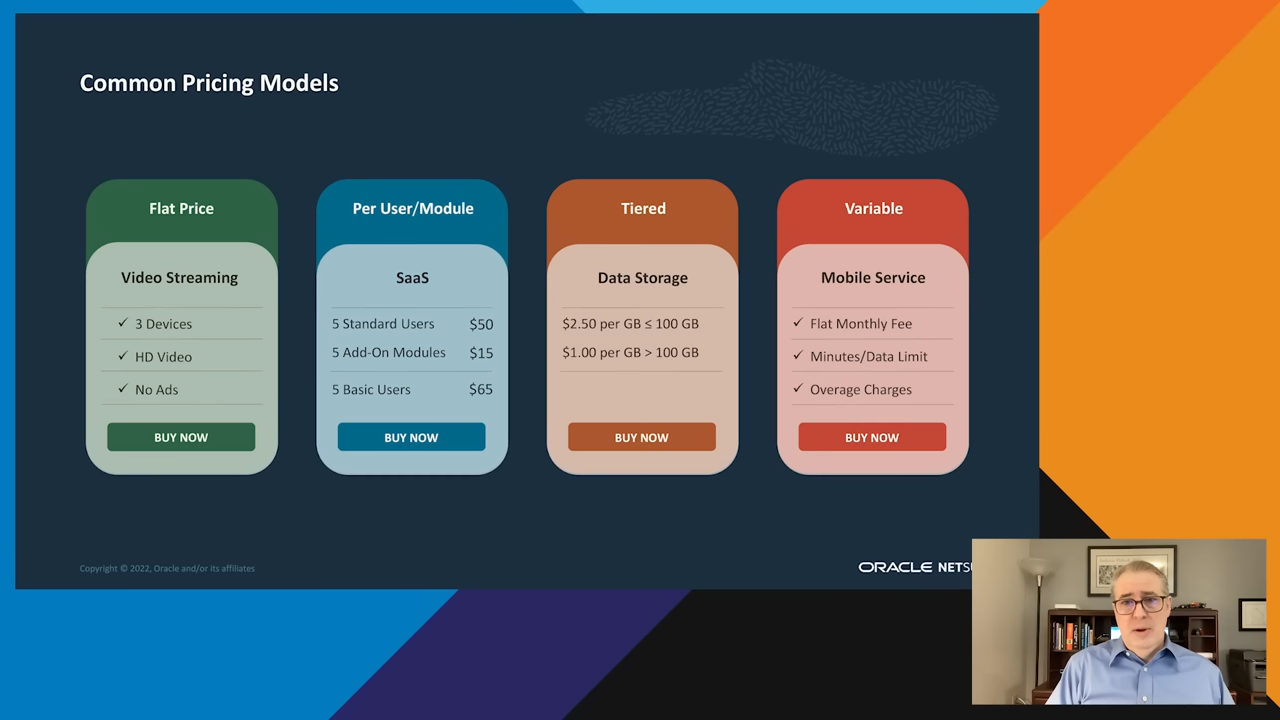 Common Pricing Models
Flat Price
Video Streaming
✓ 3 Devices
✓ HD Video
✓ No Ads
BUY NOW
Per User/Module
SaaS
5 Standard Users $50
5 Add-On Modules $15
5 Basic Users $65
BUY NOW
Tiered
Data Storage
$2.50 per GB ≤ 100 GB
$1.00 per GB > 100 GB
BUY NOW
Variable
Mobile Service
✓ Flat Monthly Fee
✓ Minutes/Data Limit
✓ Overage Charges
BUY NOW
Copyright © 2022, Oracle and/or its affiliates
ORACLE